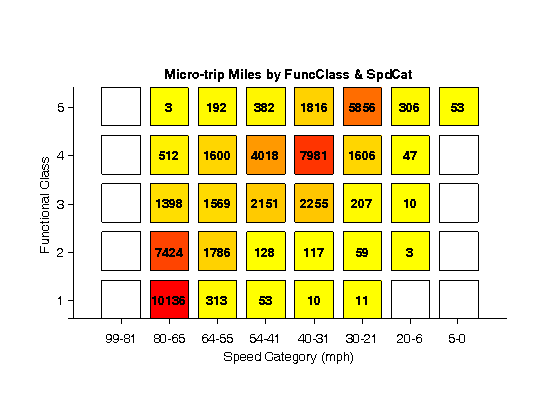 Micro-trip Miles by FuncClass & SpdCat
Functional Class
5 3 192 382 1816 5856 306 53
4 512 1600 4018 7981 1606 47
3 1398 1569 2151 2255 207 10
2 7424 1786 128 117 59 3
1 10136 313 53 10 11
99-81 80-65 64-55 54-41 40-31 30-21 20-6 5-0
Speed Category (mph)